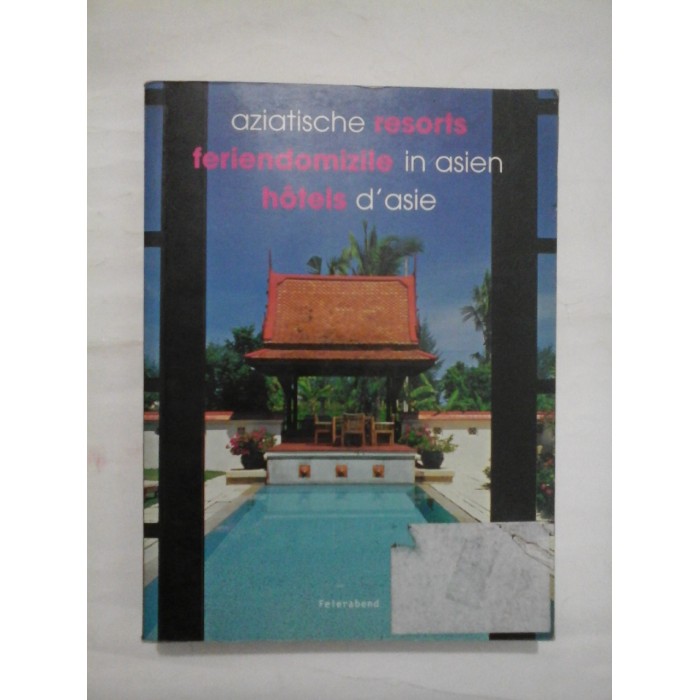 aziatische resorts
feriendomizile in asien
hôtels d'asie
Feierabend